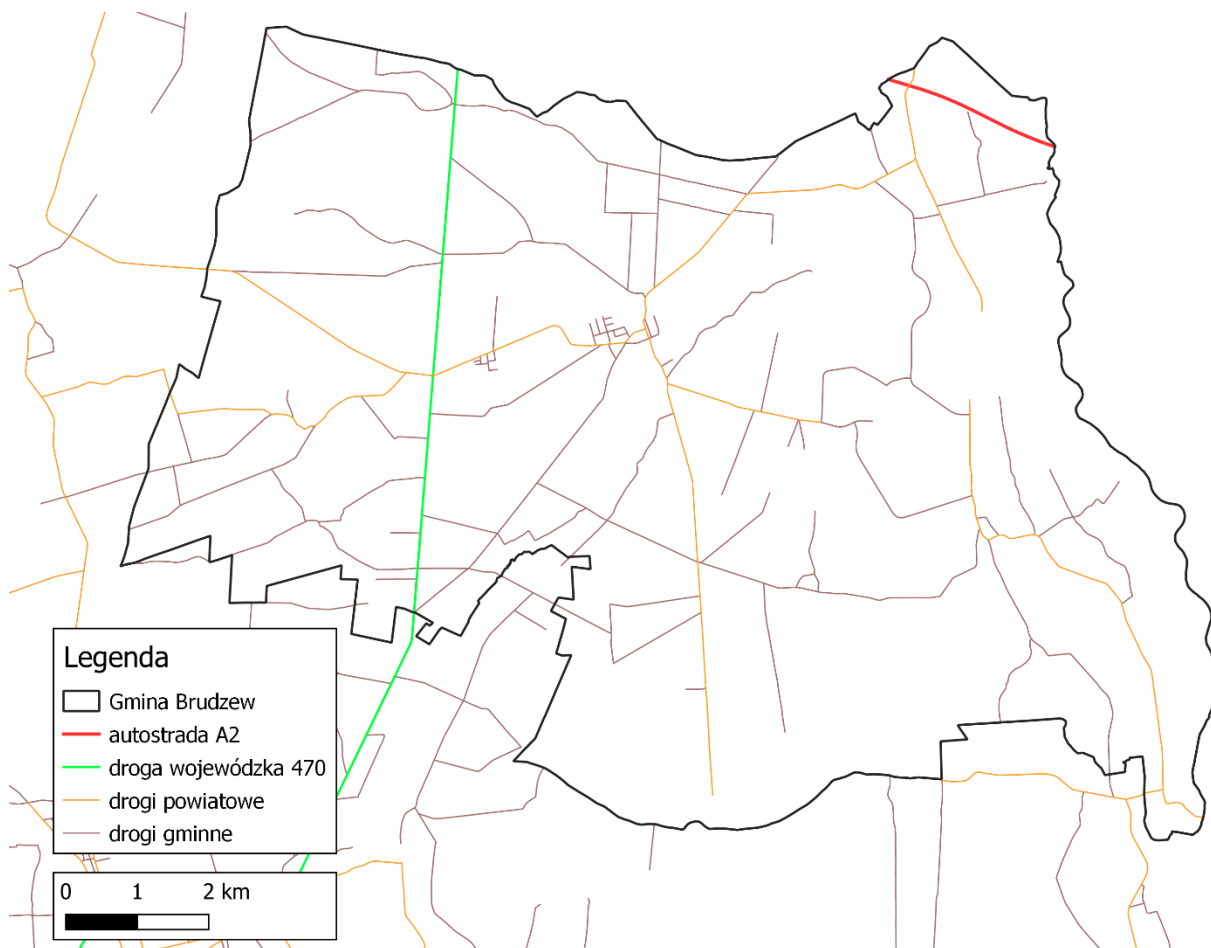 Legenda
Gmina Brudzew
autostrada A2
droga wojewódzka 470
drogi powiatowe
drogi gminne
0 1 2 km